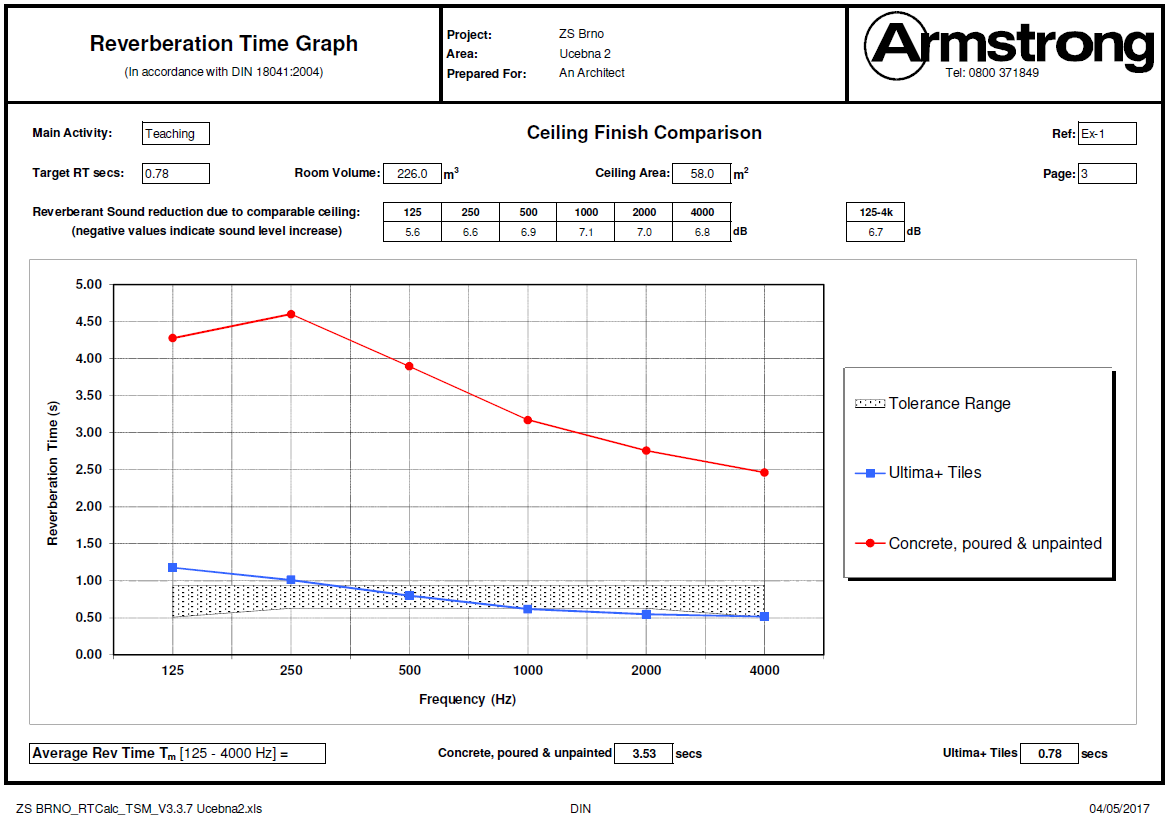 Reverberation Time Graph
(In accordance with DIN 18041:2004)
Project: ZS Brno
Area: Ucebna 2
Prepared For: An Architect
Armstrong
Tel: 0800 371849
Main Activity: Teaching
Ceiling Finish Comparison
Ref: Ex-1
Target RT secs: 0.78
Room Volume: 226.0 m³
Ceiling Area: 58.0 m²
Page: 3
Reverberant Sound reduction due to comparable ceiling: 125 250 500 1000 2000 4000 125-4k
(negative values indicate sound level increase) 5.6 6.6 6.9 7.1 7.0 6.8 dB 6.7 dB
5.00
4.50
4.00
3.50
3.00
2.50
2.00
1.50
1.00
0.50
0.00
Reverberation Time (s)
125 250 500 1000 2000 4000
Frequency (Hz)
Tolerance Range
Ultima+ Tiles
Concrete, poured & unpainted
Average Rev Time Tm [125 - 4000 Hz] =
Concrete, poured & unpainted 3.53 secs
Ultima+ Tiles 0.78 secs
ZS BRNO_RTCalc_TSM_V3.3.7 Ucebna2.xls
DIN
04/05/2017